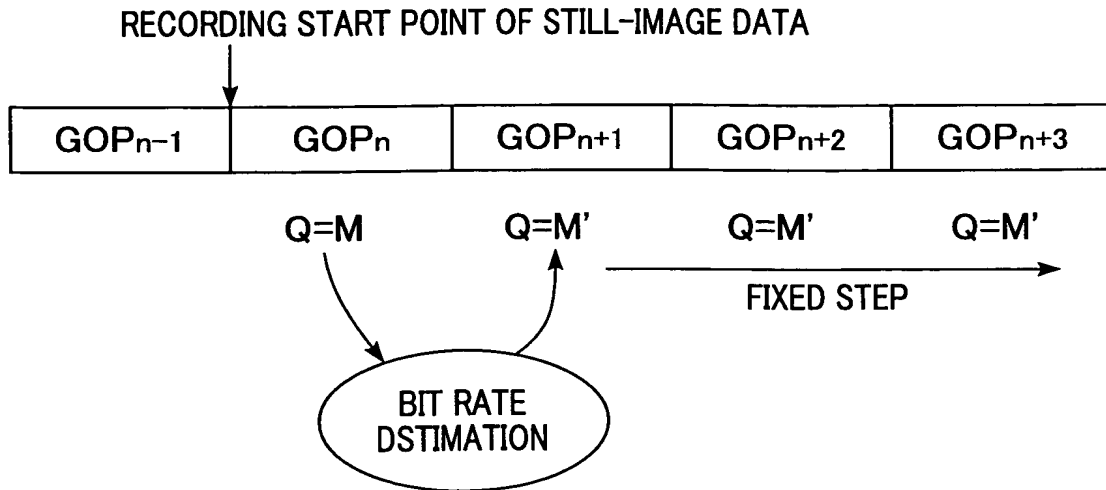 RECORDING START POINT OF STILL-IMAGE DATA
GOPn-1 GOPn GOPn+1 GOPn+2 GOPn+3
Q=M Q=M' Q=M' Q=M'
FIXED STEP
BIT RATE
DSTIMATION